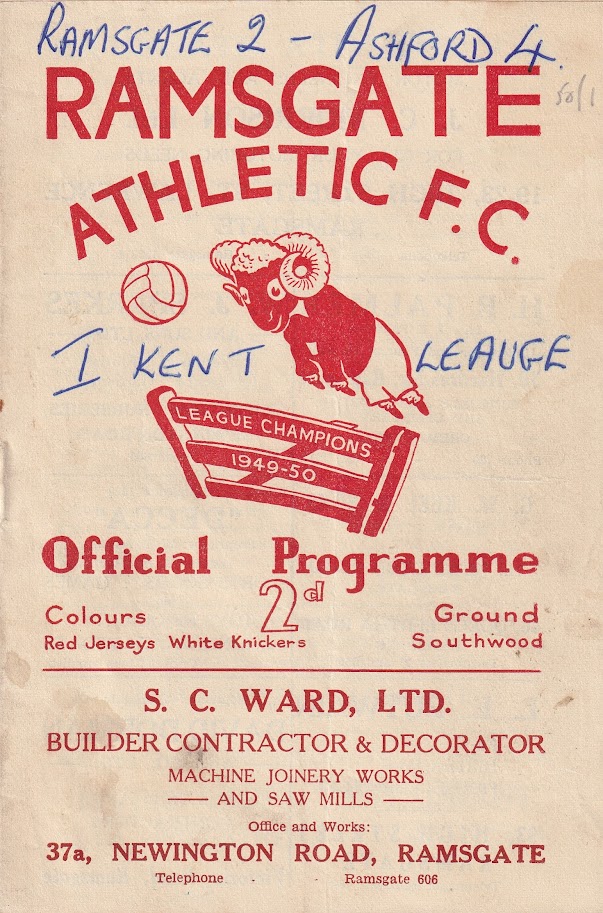 RAMSGATE 2 - ASHFORD 4.
RAMSGATE
ATHLETIC F.C.
I KENT LEAUGE
LEAGUE CHAMPIONS
1949-50
Official Programme
2d
Colours
Red Jerseys White Knickers
Ground
Southwood
S. C. WARD, LTD.
BUILDER CONTRACTOR & DECORATOR
MACHINE JOINERY WORKS
— AND SAW MILLS —
Office and Works:
37a, NEWINGTON ROAD, RAMSGATE
Telephone Ramsgate 606